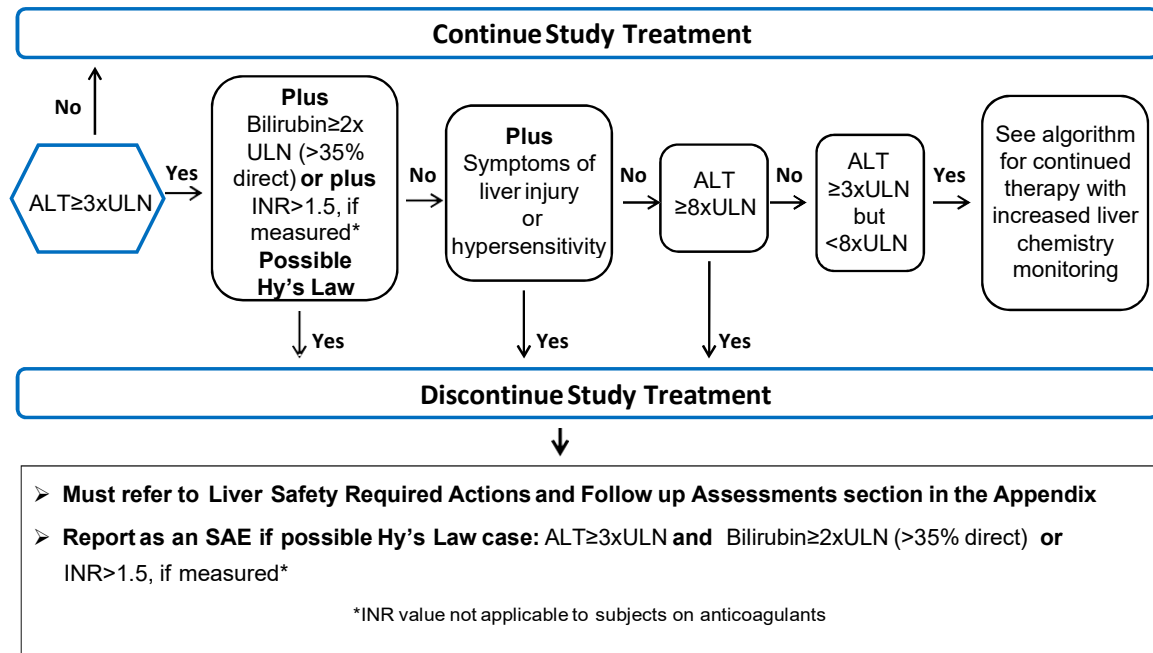 Continue Study Treatment
No
ALT≥3xULN
Yes
Plus
Bilirubin≥2x
ULN (>35%
direct) or plus
INR>1.5, if
measured*
Possible
Hy's Law
No
Yes
Plus
Symptoms of
liver injury
or
hypersensitivity
No
Yes
ALT
≥8xULN
No
Yes
ALT
≥3xULN
but
<8xULN
Yes
See algorithm
for continued
therapy with
increased liver
chemistry
monitoring
Discontinue Study Treatment
➢ Must refer to Liver Safety Required Actions and Follow up Assessments section in the Appendix
➢ Report as an SAE if possible Hy's Law case: ALT≥3xULN and Bilirubin≥2xULN (>35% direct) or
INR>1.5, if measured*
*INR value not applicable to subjects on anticoagulants